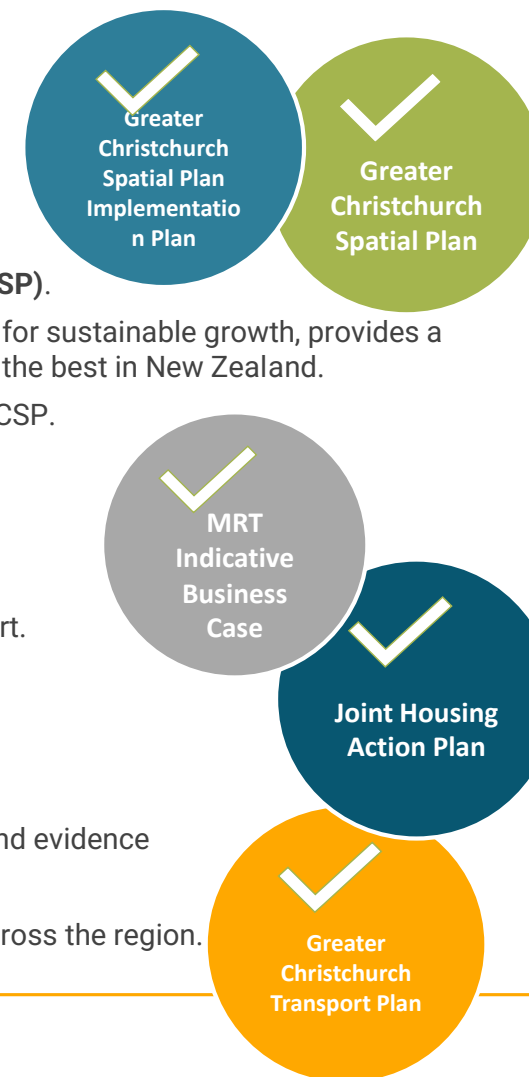 Greater
Christchurch
Spatial Plan
Implementatio
n Plan
Greater
Christchurch
Spatial Plan
SP).
for sustainable growth, provides a
the best in New Zealand.
CSP.
MRT
Indicative
Business
Case
rt.
Joint Housing
Action Plan
nd evidence
ross the region.
Greater
Christchurch
Transport Plan